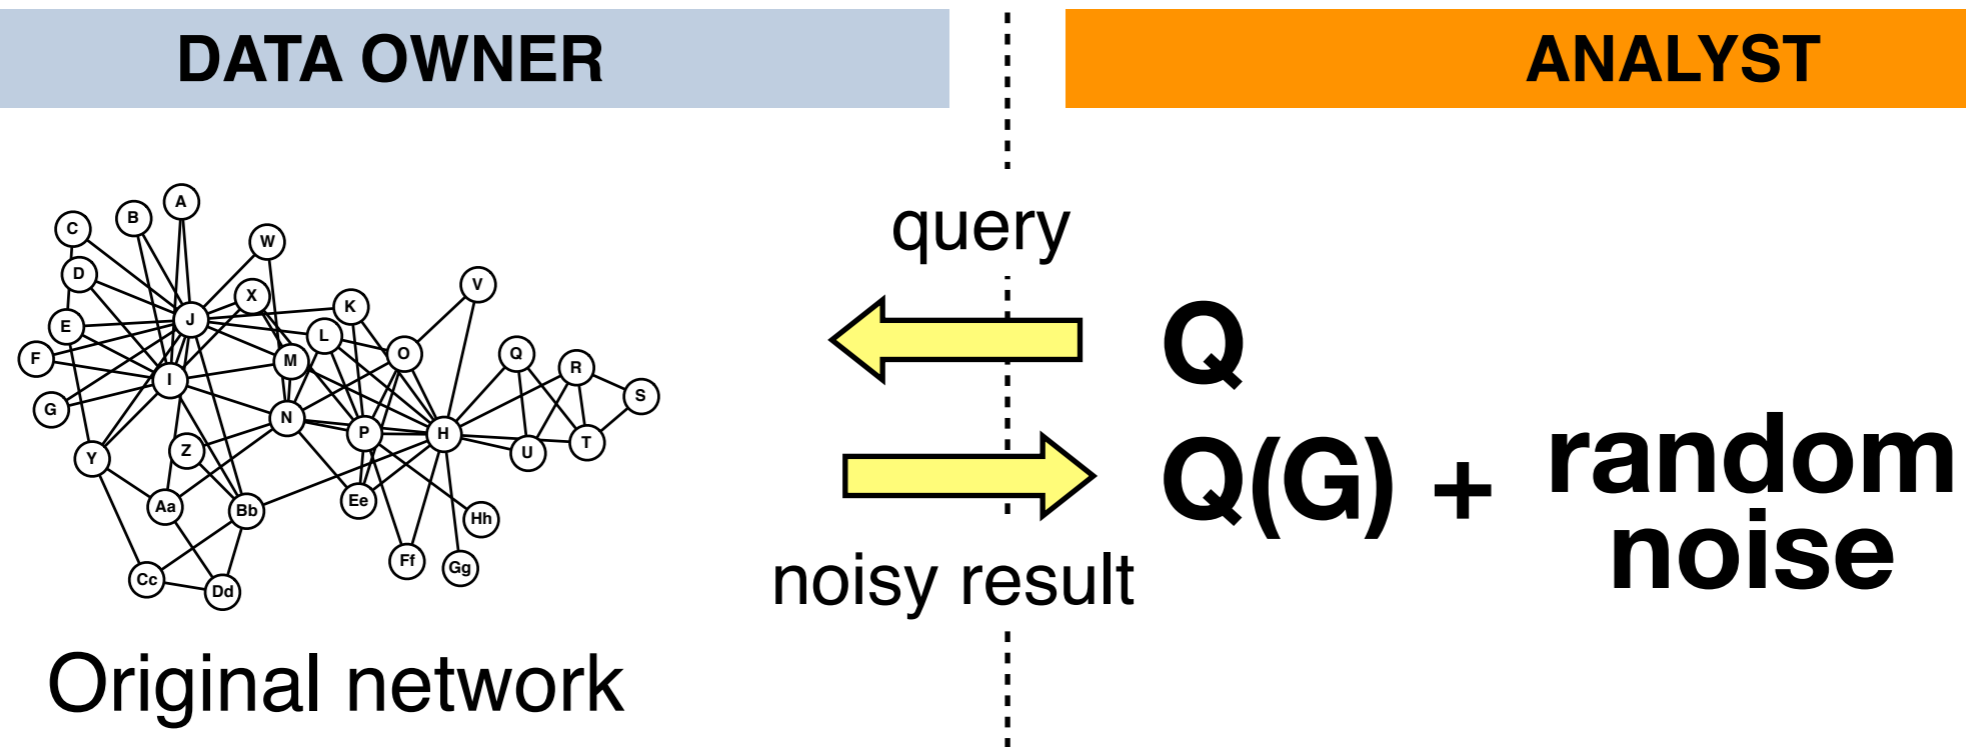 DATA OWNER
ANALYST
query
Q
Q(G) + random
noise
noisy result
Original network
A
B
C
W
D
X
V
K
J
E
L
O
Q
F
M
R
I
S
G
N
P
H
T
Z
U
Y
Ee
Aa
Bb
Hh
Ff
Gg
Cc
Dd